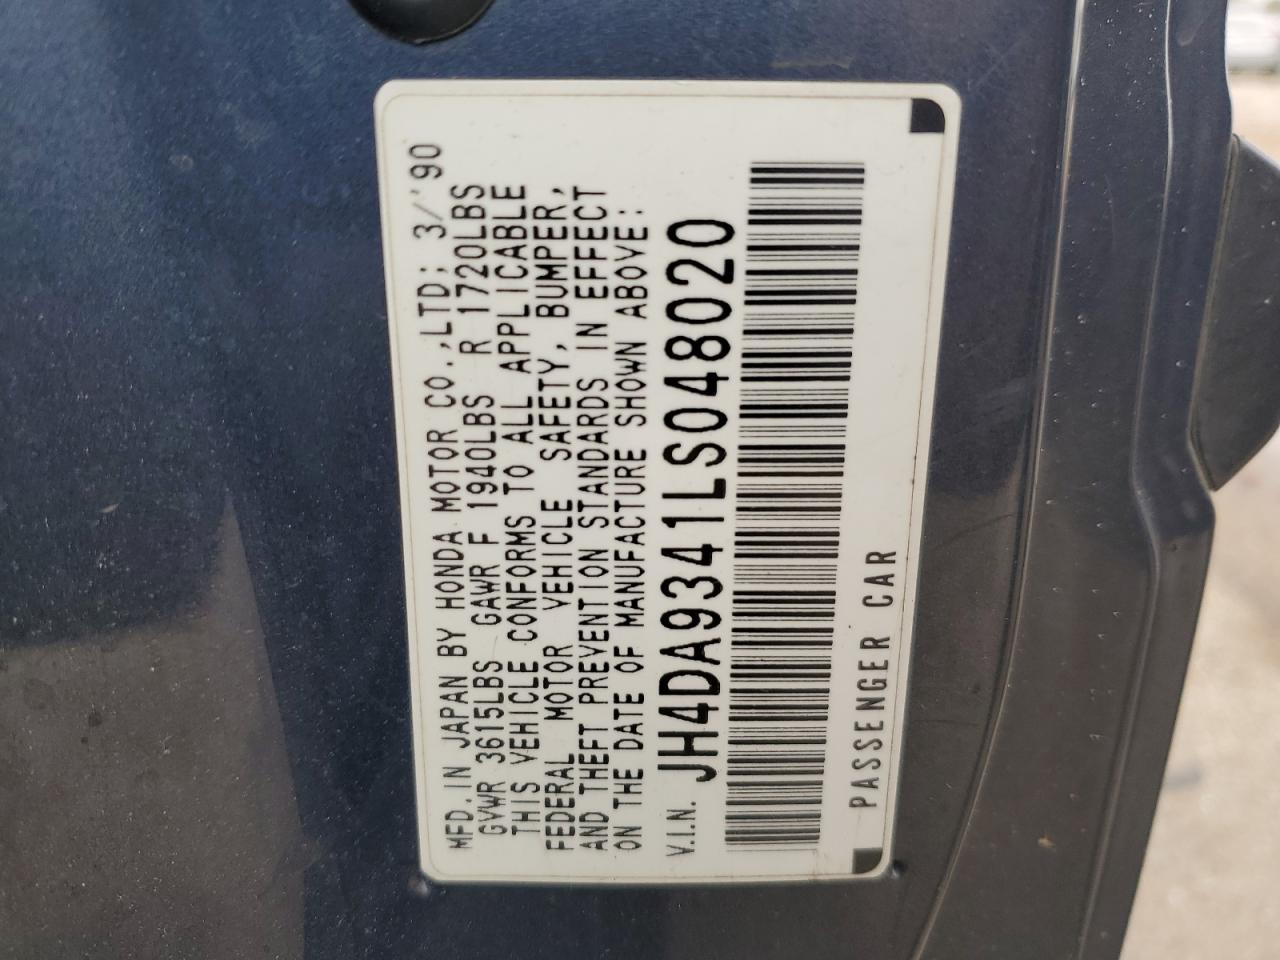 MFD. IN JAPAN BY HONDA MOTOR CO.,LTD; 3/'90
GVWR 3615LBS GAWR F 1940LBS R 1720LBS
THIS VEHICLE CONFORMS TO ALL APPLICABLE
FEDERAL MOTOR VEHICLE SAFETY, BUMPER,
AND THEFT PREVENTION STANDARDS IN EFFECT
ON THE DATE OF MANUFACTURE SHOWN ABOVE:
V.I.N. JH4DA9341LS048020
PASSENGER CAR